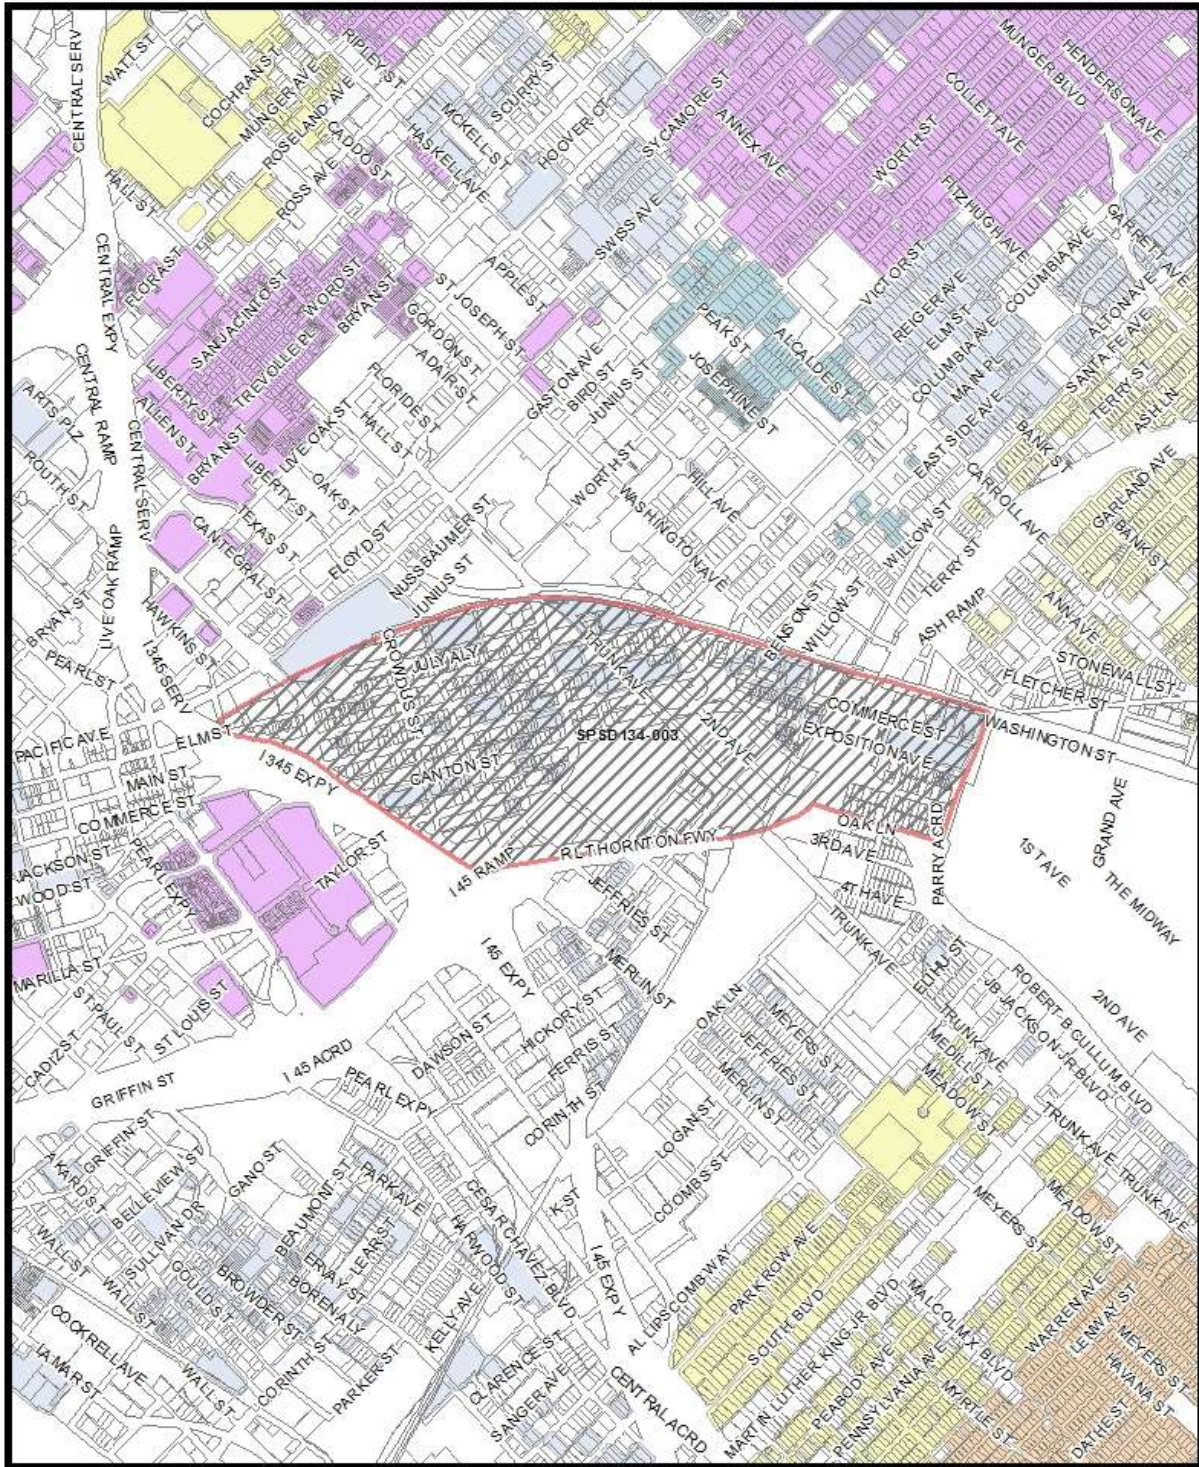 CENTRAL SERV
WATT ST
COCHRAN ST
MUNGER AVE
ROSELAND AVE
RIPLEY ST
CADDO ST
ROSS AVE
HALL ST
SCURRY ST
MCKELL ST
HASKELL AVE
HOOVER CT
SYCAMORE ST
ANNEX AVE
SWISS AVE
WORTH ST
COLLETT AVE
MUNGER BLVD
HENDERSON AVE
FITZHUGH AVE
GARRETT AVE
COLUMBIA AVE
VICTOR ST
REIGER AVE
ELM ST
COLUMBIA AVE
MAIN PL
ALTON AVE
SANTA FE AVE
TERRY ST
ASH LN
EAST SIDE AVE
BANK ST
CENTRAL EXPY
FLORA ST
SAN JACINTO ST
WORD ST
BRYAN ST
TREVOLLE PL
LIBERTY ST
ALLEN ST
BRYAN ST
LIBERTY ST
LIVE OAK ST
OAK ST
APPLE ST
ST JOSEPH ST
GORDON ST
ADAIR ST
FLORIDE ST
HALL ST
GASTON AVE
BIRD ST
JUNIUS ST
PEAK ST
JOSEPHINE ST
ALCALDE ST
CENTRAL RAMP
CENTRAL SERV
ARTS PLZ
ROUTH ST
LIVE OAK RAMP
TEXAS ST
CANTEGRAL ST
FLOYD ST
NUSSBAUMER ST
JUNIUS ST
WORTH ST
WASHINGTON AVE
HILL AVE
CARROLL AVE
WILLOW ST
TERRY ST
GARLAND AVE
BANK ST
ANN AVE
ASH RAMP
STONEWALL ST
FLETCHER ST
BENSON ST
WILLOW ST
BRYAN ST
PEARL ST
HAWKINS ST
I 345 SERV
PACIFIC AVE
ELM ST
MAIN ST
COMMERCE ST
JACKSON ST
WOOD ST
I 345 EXPY
CROWDUS ST
JULY ALY
TRUNK AVE
2ND AVE
SPSD134-003
CANTON ST
COMMERCE ST
EXPOSITION AVE
WASHINGTON ST
OAK LN
3RD AVE
4TH AVE
PARRY ACRD
GRAND AVE
1ST AVE
THE MIDWAY
R L THORNTON FWY
I 45 RAMP
PEARL EXPY
TAYLOR ST
MARILLA ST
ST PAUL ST
ST LOUIS ST
CADIZ ST
GRIFFIN ST
I 45 ACRD
PEARL EXPY
DAWSON ST
HICKORY ST
FERRIS ST
CORINTH ST
I 45 EXPY
JEFFRIES ST
MERLIN ST
OAK LN
MEYERS ST
JEFFRIES ST
MERLIN ST
TRUNK AVE
ELIHU ST
ROBERT B CULLUM BLVD
JB JACKSON JR BLVD
2ND AVE
TRUNK AVE
MEDILL ST
MEADOW ST
TRUNK AVE
TRUNK AVE
MEADOW ST
MEYERS ST
LOGAN ST
COOMBS ST
K ST
AKARD ST
GRIFFIN ST
BELLEVIEW ST
SULLIVAN DR
GANO ST
BEAUMONT ST
PARK AVE
LEAR ST
ERVAY ST
BOREN ALY
BROWDER ST
GOULD ST
WALL ST
WALL ST
WALL ST
COCKRELL AVE
LAMAR ST
CORINTH ST
PARKER ST
KELLY AVE
HARWOOD ST
CESAR CHAVEZ BLVD
I 45 EXPY
CLARENCE ST
SANGER AVE
CENTRAL ACRD
AL LIPSCOMB WAY
PARK ROW AVE
SOUTH BLVD
MARTIN LUTHER KING JR BLVD
PEABODY AVE
PENNSYLVANIA AVE
MALCOLM X BLVD
MYRTLE ST
WARREN AVE
LENWAY ST
MEYERS ST
HAVANA ST
DATHE ST